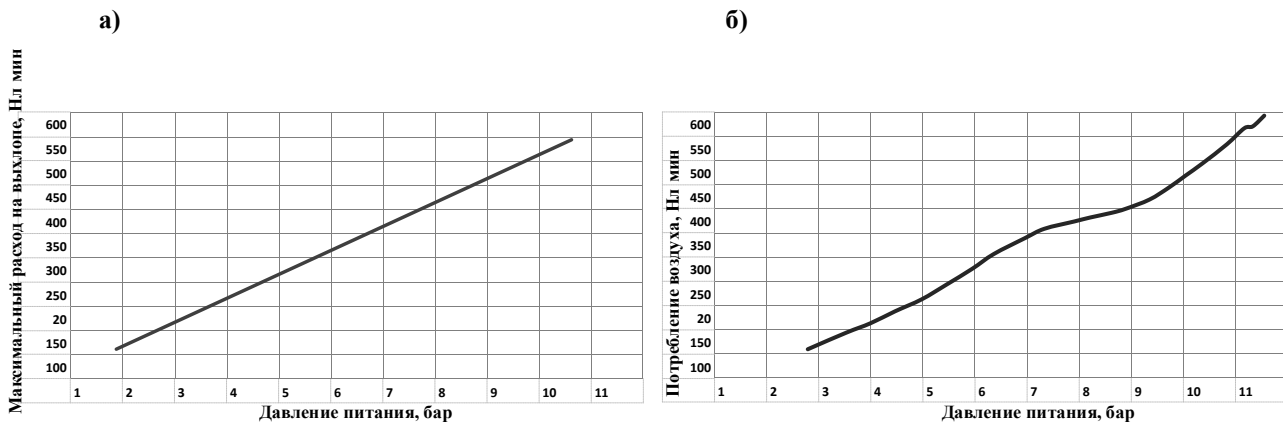 а)
Максимальный расход на выхлопе, Нл мин
600
550
500
450
400
350
300
250
20
150
100
1 2 3 4 5 6 7 8 9 10 11
Давление питания, бар
б)
Потребление воздуха, Нл мин
600
550
500
450
400
350
300
250
20
150
100
1 2 3 4 5 6 7 8 9 10 11
Давление питания, бар